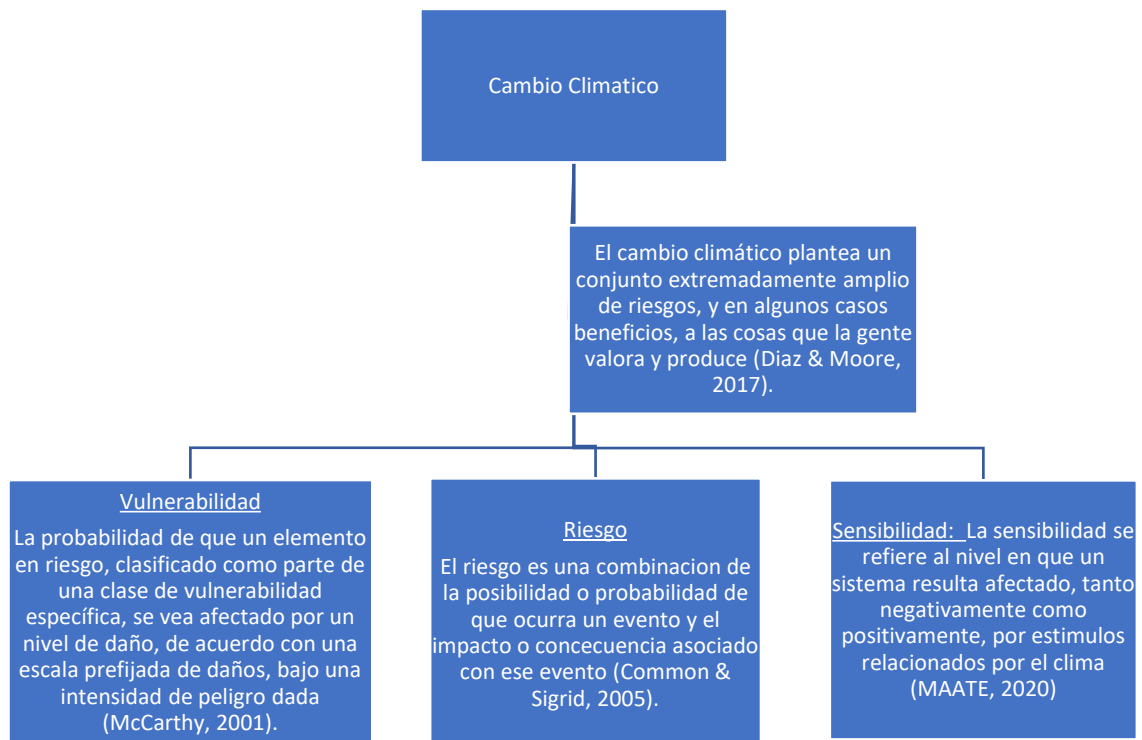 Cambio Climatico
El cambio climático plantea un
conjunto extremadamente amplio
de riesgos, y en algunos casos
beneficios, a las cosas que la gente
valora y produce (Diaz & Moore,
2017).
Vulnerabilidad
La probabilidad de que un elemento
en riesgo, clasificado como parte de
una clase de vulnerabilidad
específica, se vea afectado por un
nivel de daño, de acuerdo con una
escala prefijada de daños, bajo una
intensidad de peligro dada
(McCarthy, 2001).
Riesgo
El riesgo es una combinacion de
la posibilidad o probabilidad de
que ocurra un evento y el
impacto o concecuencia asociado
con ese evento (Common &
Sigrid, 2005).
Sensibilidad: La sensibilidad se
refiere al nivel en que un
sistema resulta afectado, tanto
negativamente como
positivamente, por estimulos
relacionados por el clima
(MAATE, 2020)